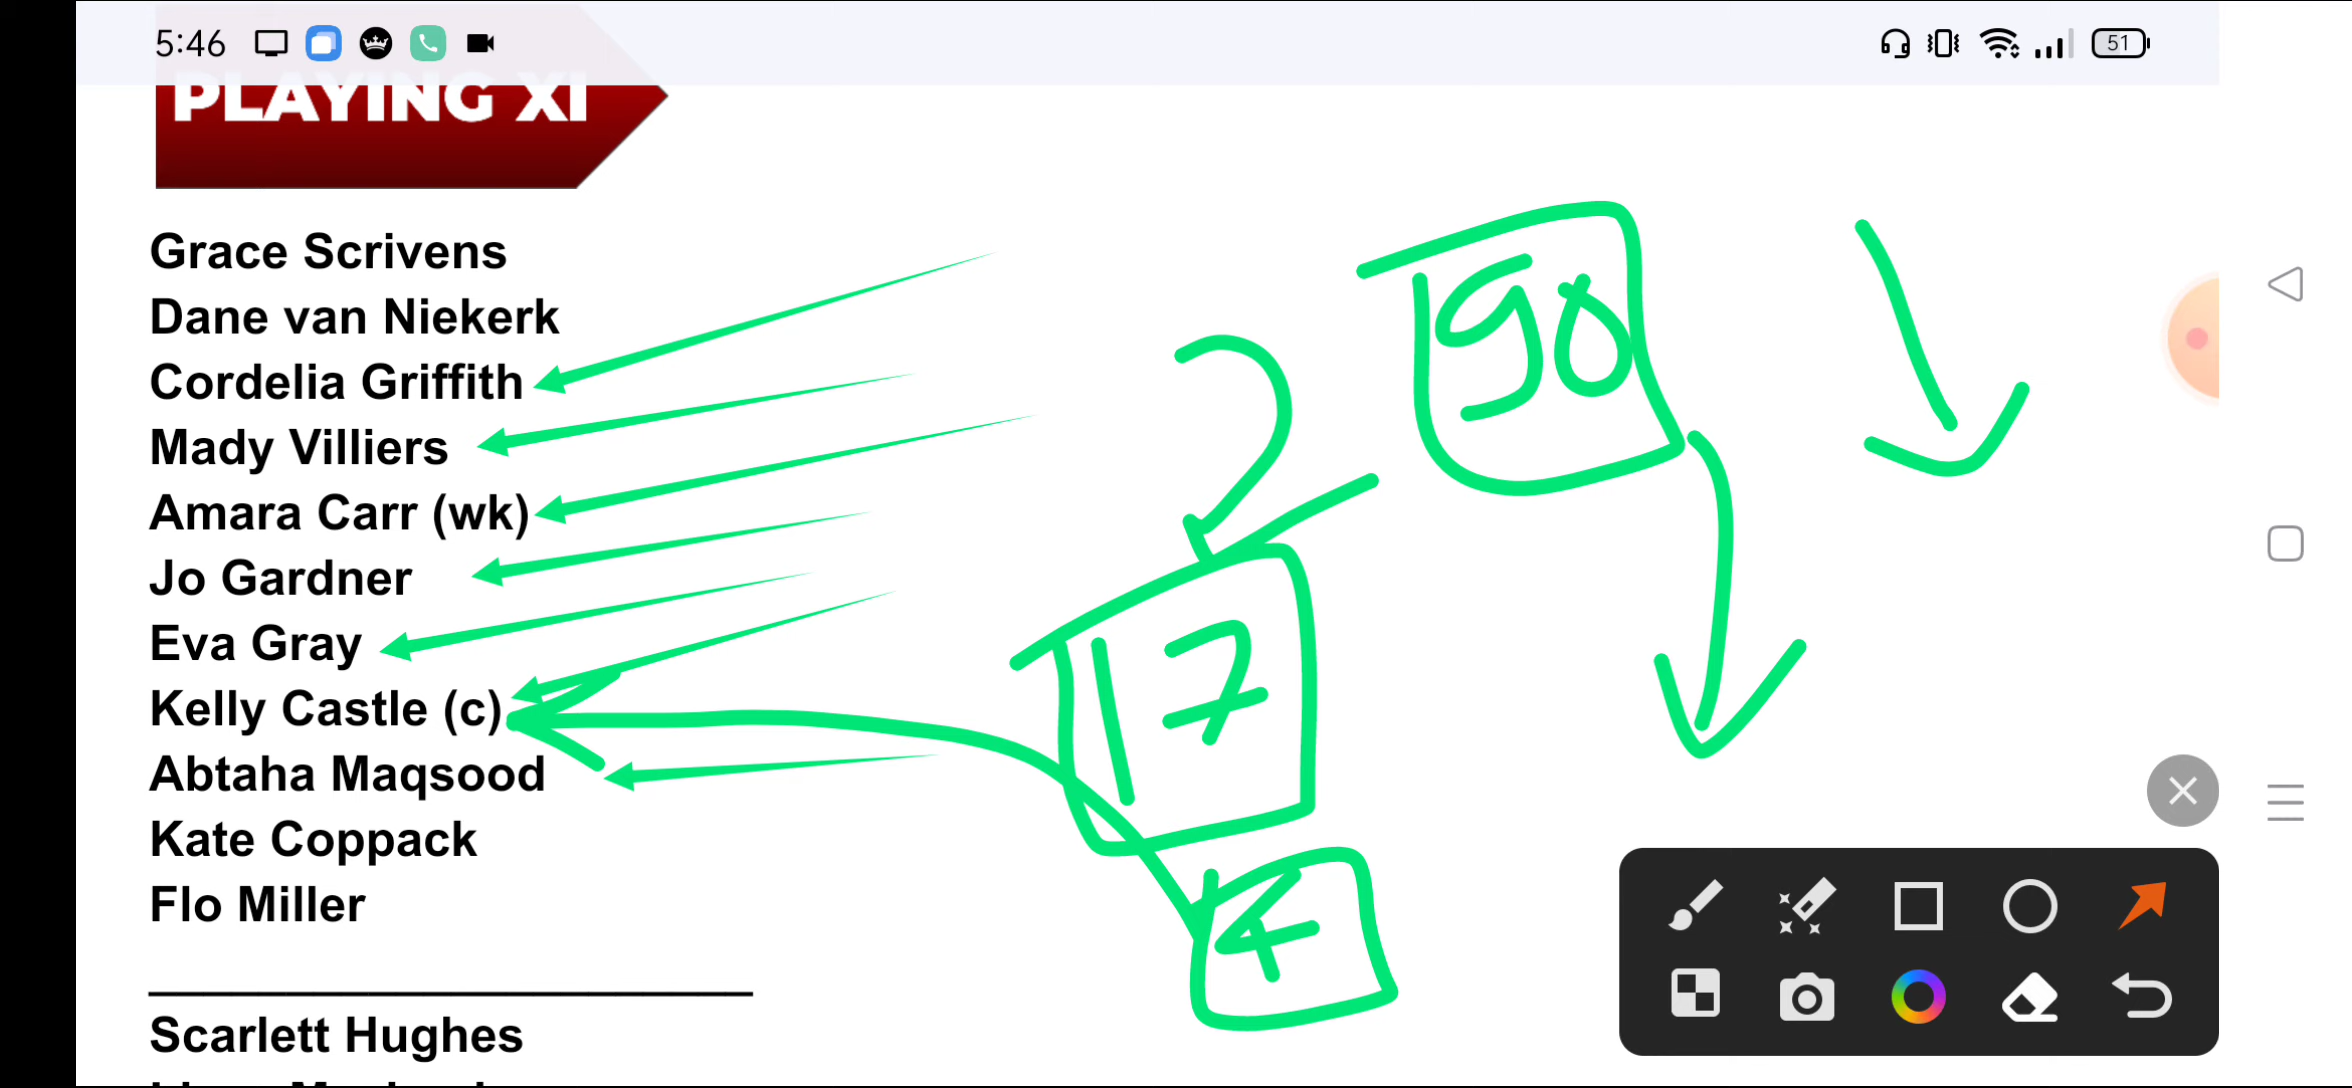 5:46
51
PLAYING XI
Grace Scrivens
Dane van Niekerk
Cordelia Griffith
Mady Villiers
Amara Carr (wk)
Jo Gardner
Eva Gray
Kelly Castle (c)
Abtaha Maqsood
Kate Coppack
Flo Miller
Scarlett Hughes
90
2
17
4